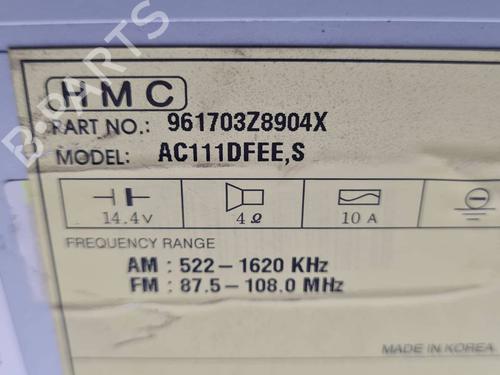 HMC
PART NO.: 961703Z8904X
MODEL: AC111DFEE,S
14.4V 4Ω 10 A
FREQUENCY RANGE
AM : 522-1620 KHz
FM : 87.5-108.0 MHz
MADE IN KOREA
B-PARTS